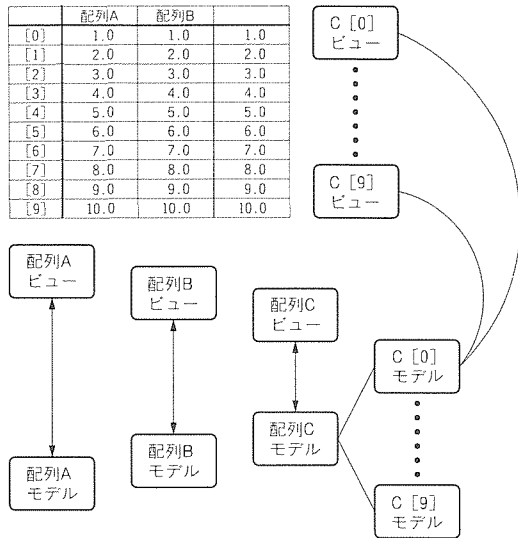 配列A 配列B
[0] 1.0 1.0 1.0
[1] 2.0 2.0 2.0
[2] 3.0 3.0 3.0
[3] 4.0 4.0 4.0
[4] 5.0 5.0 5.0
[5] 6.0 6.0 6.0
[6] 7.0 7.0 7.0
[7] 8.0 8.0 8.0
[8] 9.0 9.0 9.0
[9] 10.0 10.0 10.0
C [0]
ビュー
C [9]
ビュー
配列A
ビュー
配列B
ビュー
配列C
ビュー
C [0]
モデル
配列C
モデル
配列B
モデル
配列A
モデル
C [9]
モデル